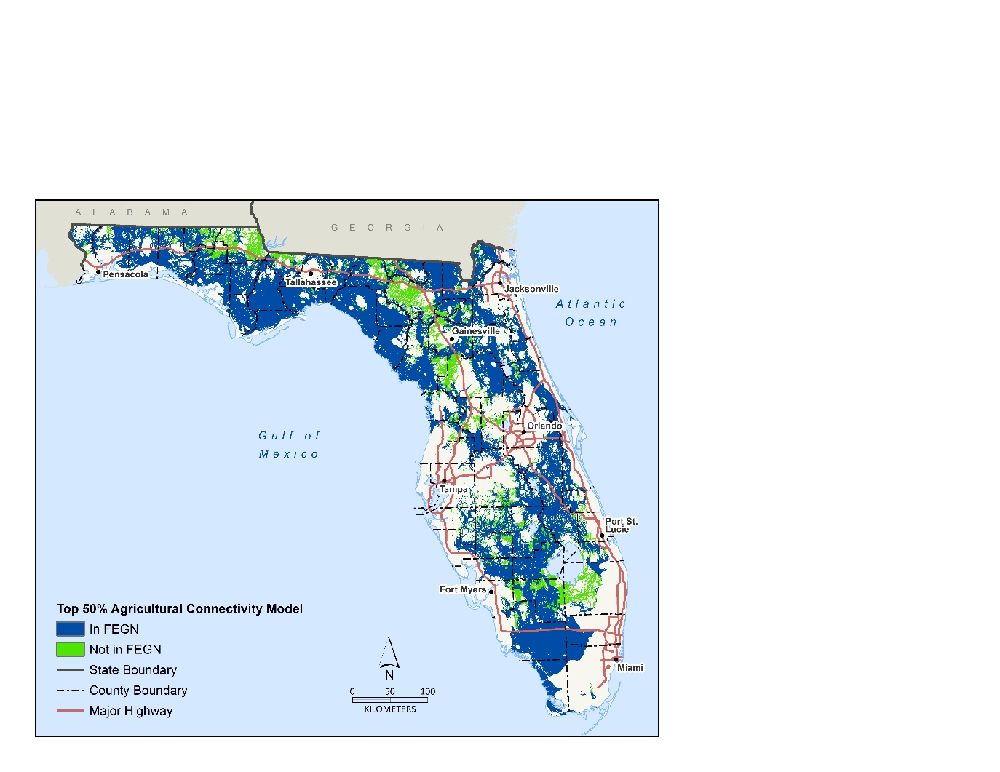 A L A B A M A
G E O R G I A
Pensacola
Tallahassee
Jacksonville
Atlantic
Ocean
Gainesville
Orlando
Gulf of
Mexico
Tampa
Port St.
Lucie
Fort Myers
Miami
Top 50% Agricultural Connectivity Model
In FEGN
Not in FEGN
State Boundary
County Boundary
Major Highway
N
0 50 100
KILOMETERS